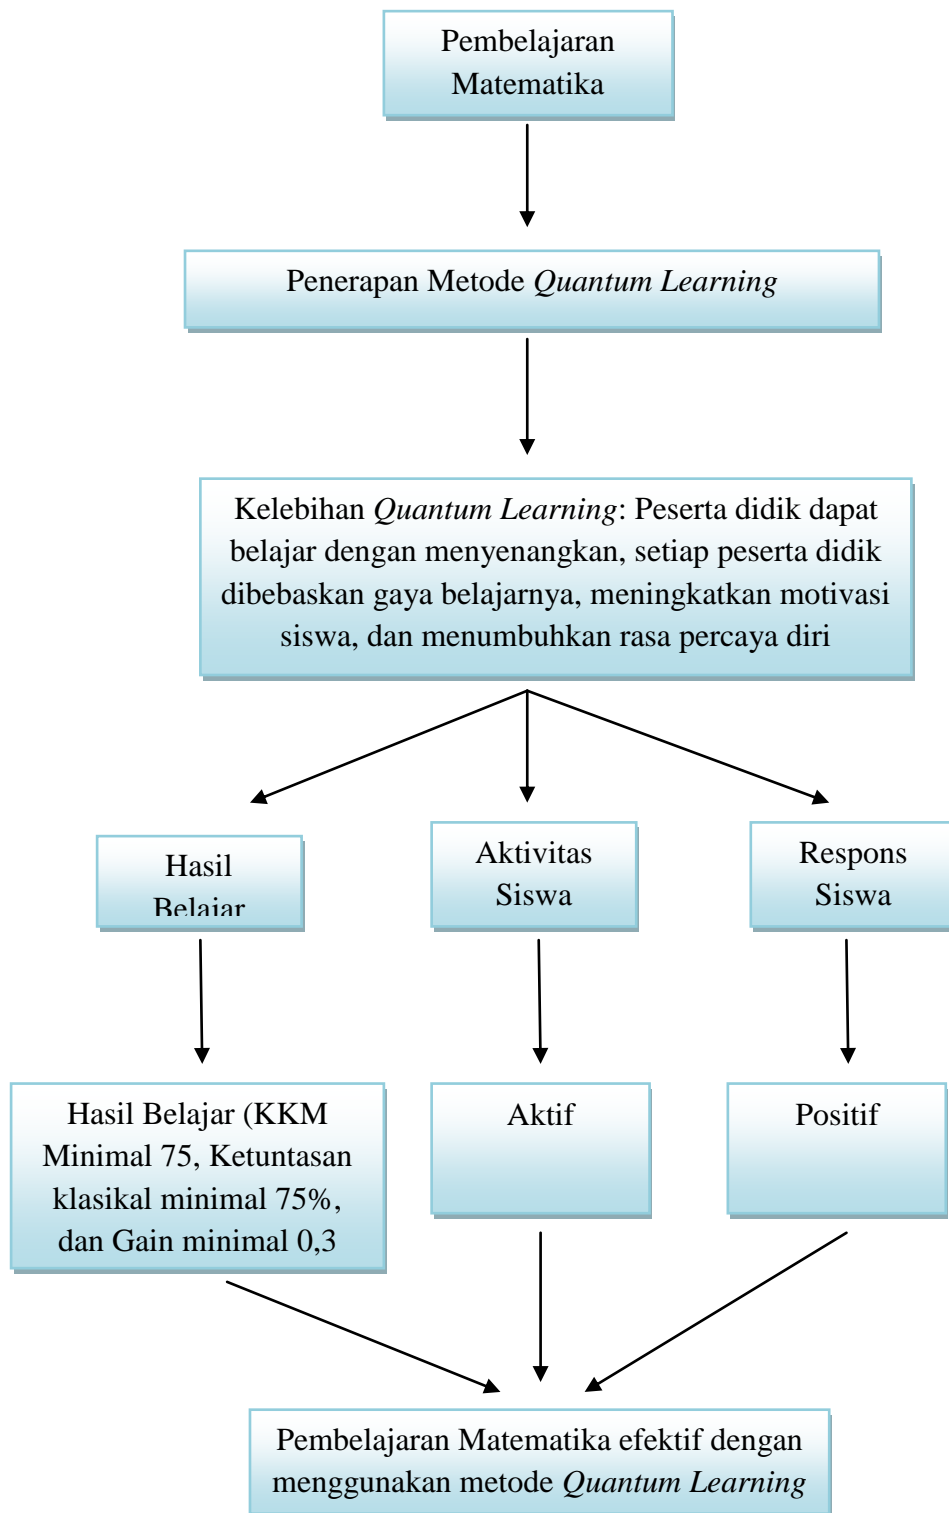 Pembelajaran
Matematika
Penerapan Metode Quantum Learning
Kelebihan Quantum Learning: Peserta didik dapat
belajar dengan menyenangkan, setiap peserta didik
dibebaskan gaya belajarnya, meningkatkan motivasi
siswa, dan menumbuhkan rasa percaya diri
Hasil
Belajar
Aktivitas
Siswa
Respons
Siswa
Hasil Belajar (KKM
Minimal 75, Ketuntasan
klasikal minimal 75%,
dan Gain minimal 0,3
Aktif
Positif
Pembelajaran Matematika efektif dengan
menggunakan metode Quantum Learning